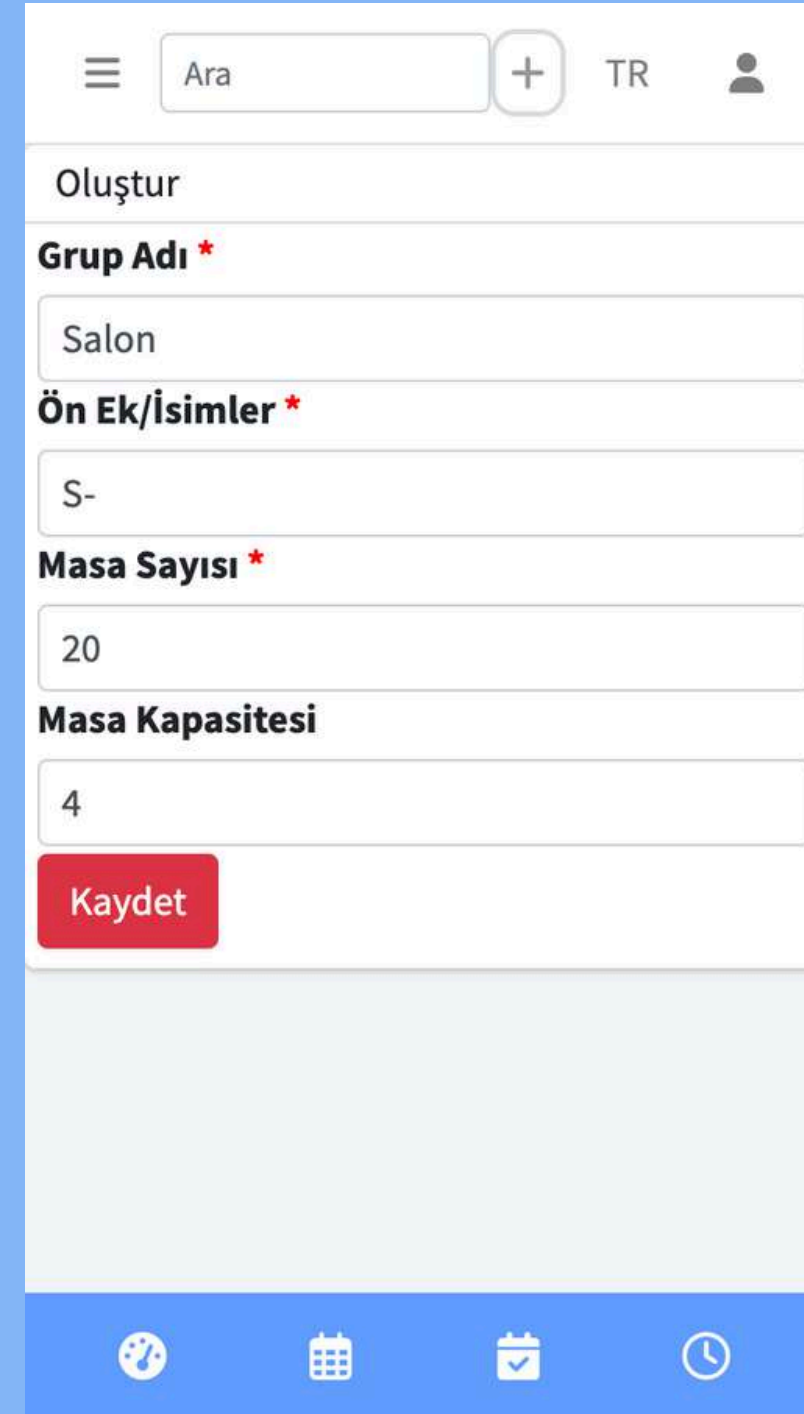 Ara
TR
Oluştur
Grup Adı *
Salon
Ön Ek/İsimler *
S-
Masa Sayısı *
20
Masa Kapasitesi
4
Kaydet